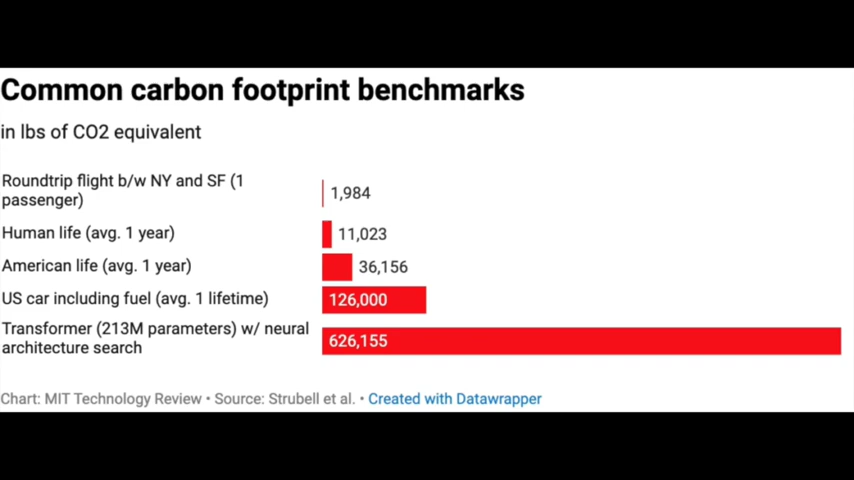 Common carbon footprint benchmarks
in lbs of CO2 equivalent
Roundtrip flight b/w NY and SF (1
passenger)
1,984
Human life (avg. 1 year)
11,023
American life (avg. 1 year)
36,156
US car including fuel (avg. 1 lifetime)
126,000
Transformer (213M parameters) w/ neural
architecture search
626,155
Chart: MIT Technology Review • Source: Strubell et al. • Created with Datawrapper